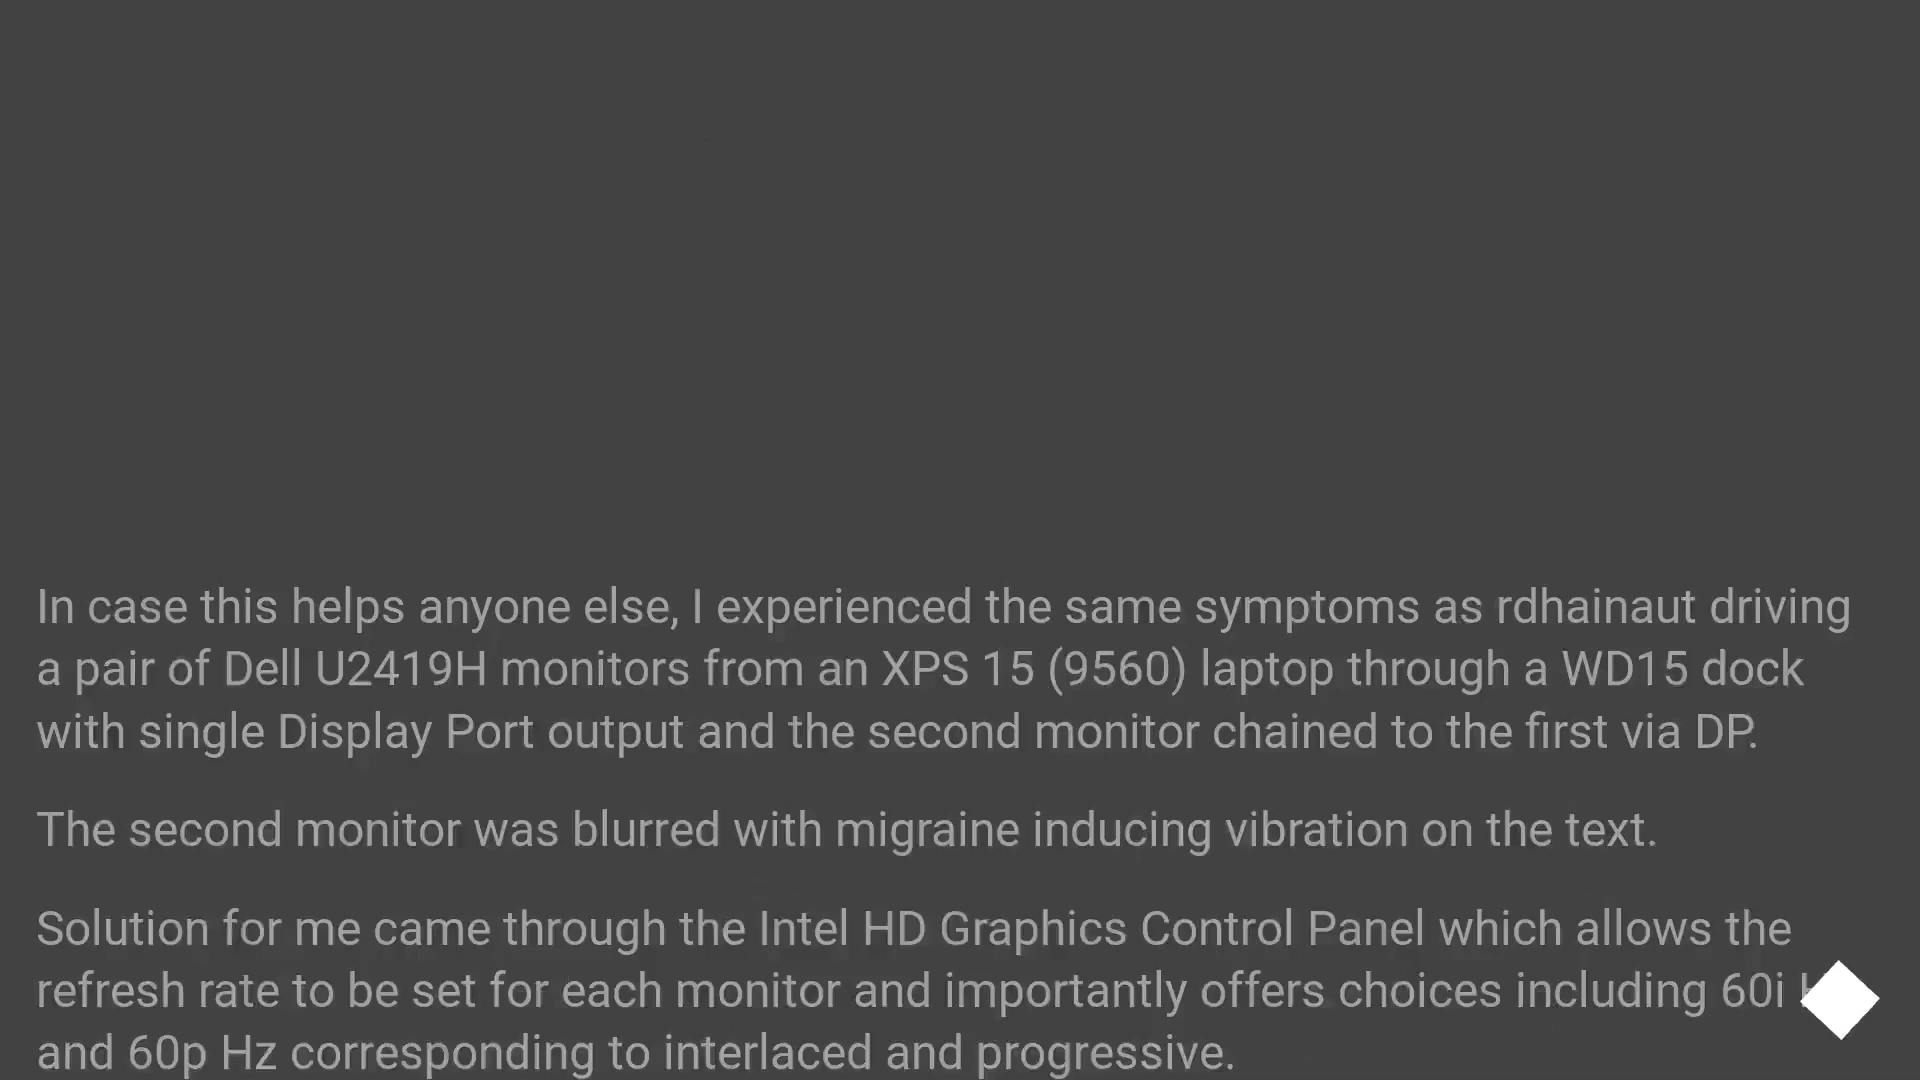 In case this helps anyone else, I experienced the same symptoms as rdhainaut driving
a pair of Dell U2419H monitors from an XPS 15 (9560) laptop through a WD15 dock
with single Display Port output and the second monitor chained to the first via DP.
The second monitor was blurred with migraine inducing vibration on the text.
Solution for me came through the Intel HD Graphics Control Panel which allows the
refresh rate to be set for each monitor and importantly offers choices including 60i
and 60p Hz corresponding to interlaced and progressive.